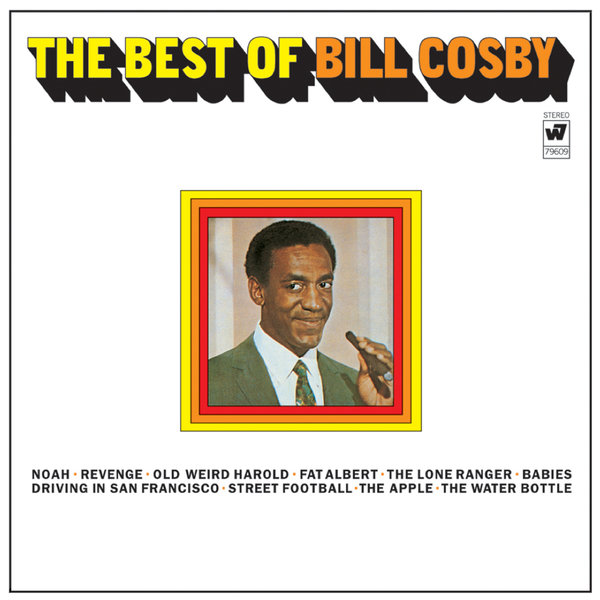 THE BEST OF BILL COSBY
STEREO
W7
79609
NOAH • REVENGE • OLD WEIRD HAROLD • FAT ALBERT • THE LONE RANGER • BABIES
DRIVING IN SAN FRANCISCO • STREET FOOTBALL • THE APPLE • THE WATER BOTTLE